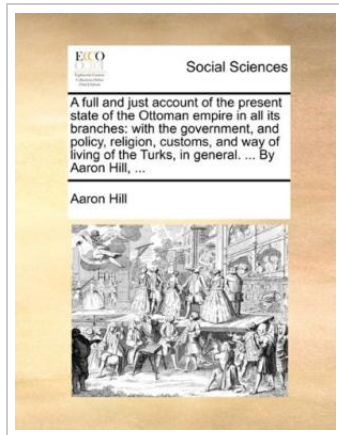 ECCO
Social Sciences
A full and just account of the present
state of the Ottoman empire in all its
branches: with the government, and
policy, religion, customs, and way of
living of the Turks, in general. ... By
Aaron Hill, ...
Aaron Hill